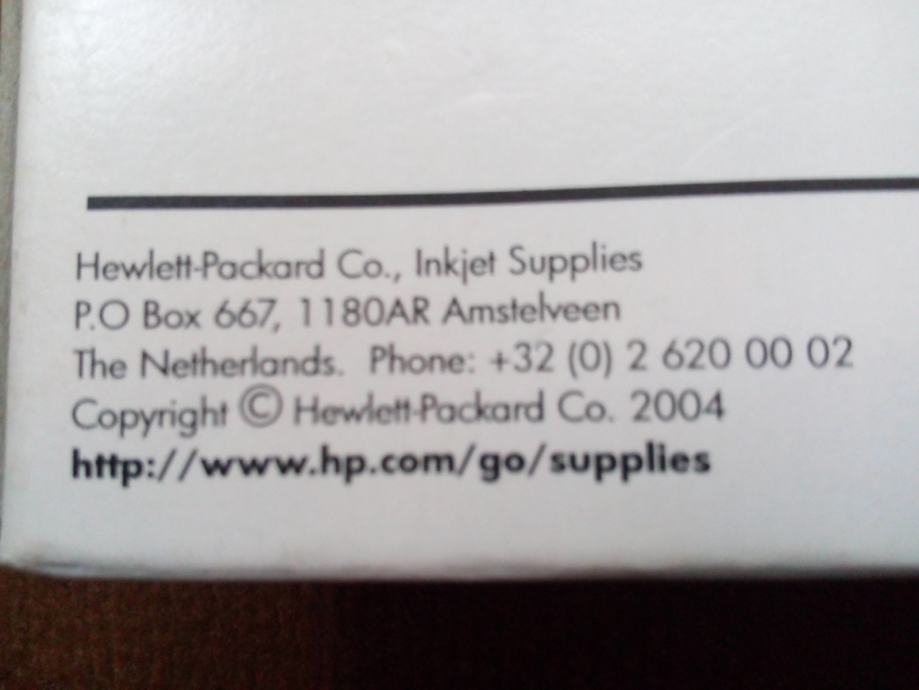 Hewlett-Packard Co., Inkjet Supplies
P.O Box 667, 1180AR Amstelveen
The Netherlands. Phone: +32 (0) 2 620 00 02
Copyright © Hewlett-Packard Co. 2004
http://www.hp.com/go/supplies